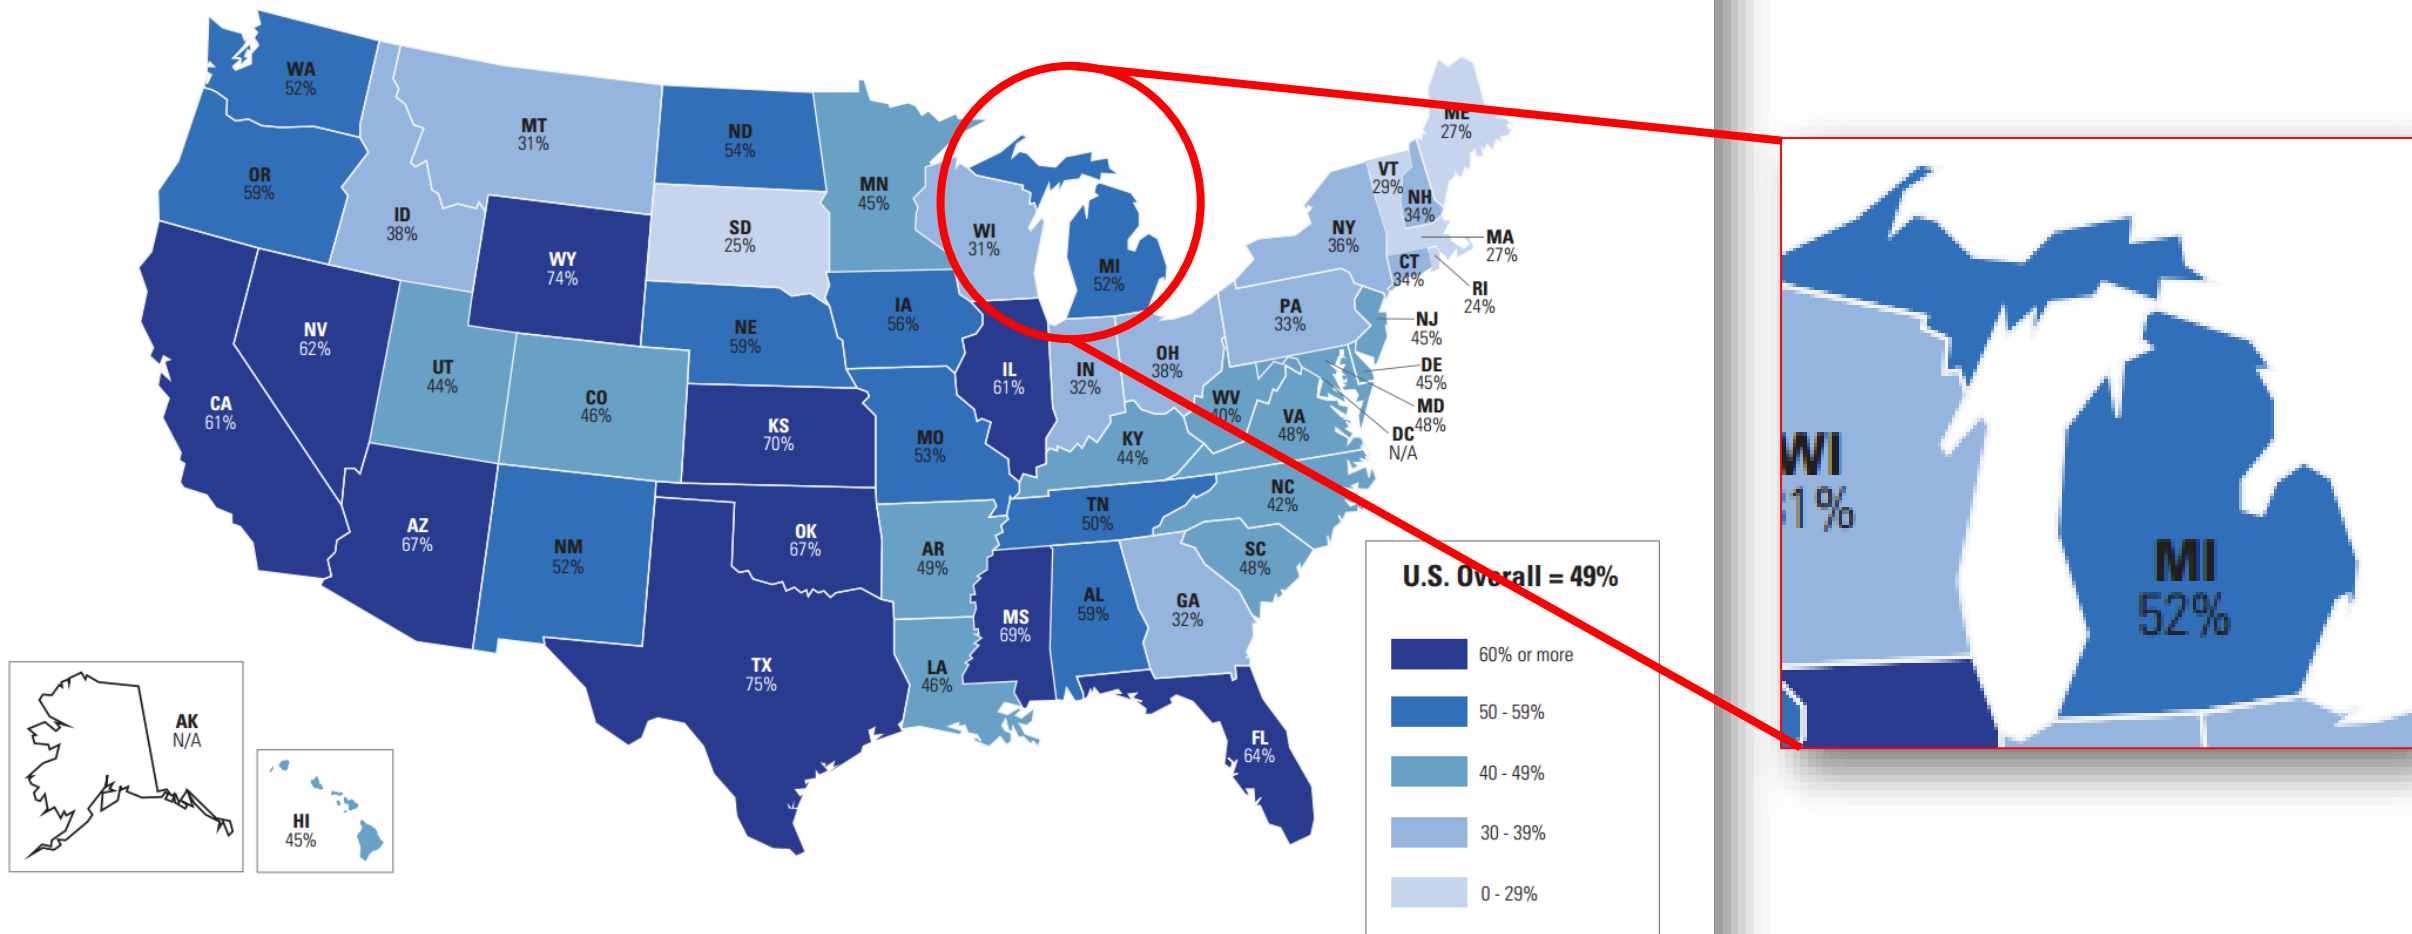 WA
52%
OR
59%
CA
61%
NV
62%
ID
38%
MT
31%
WY
74%
UT
44%
CO
46%
AZ
67%
NM
52%
ND
54%
SD
25%
NE
59%
KS
70%
OK
67%
TX
75%
MN
45%
IA
56%
MO
53%
AR
49%
LA
46%
WI
31%
IL
61%
MI
52%
IN
32%
OH
38%
KY
44%
TN
50%
MS
69%
AL
59%
GA
32%
FL
64%
SC
48%
NC
42%
VA
48%
WV
40%
PA
33%
NY
36%
VT
29%
NH
34%
ME
27%
MA
27%
CT
34%
RI
24%
NJ
45%
DE
45%
MD
48%
DC
N/A
AK
N/A
HI
45%
U.S. Overall = 49%
60% or more
50 - 59%
40 - 49%
30 - 39%
0 - 29%
WI
31%
MI
52%